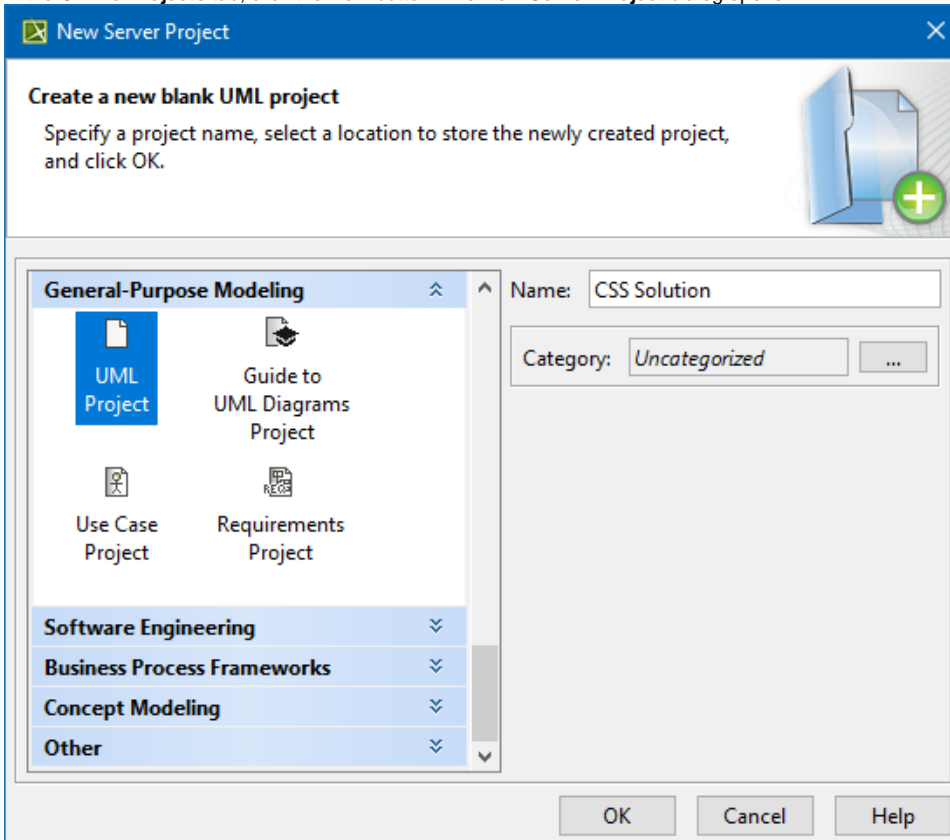 New Server Project
Create a new blank UML project
Specify a project name, select a location to store the newly created project,
and click OK.
General-Purpose Modeling
Name: CSS Solution
Category: Uncategorized ...
UML
Project
Guide to
UML Diagrams
Project
Use Case
Project
REQS
Requirements
Project
Software Engineering
Business Process Frameworks
Concept Modeling
Other
OK Cancel Help